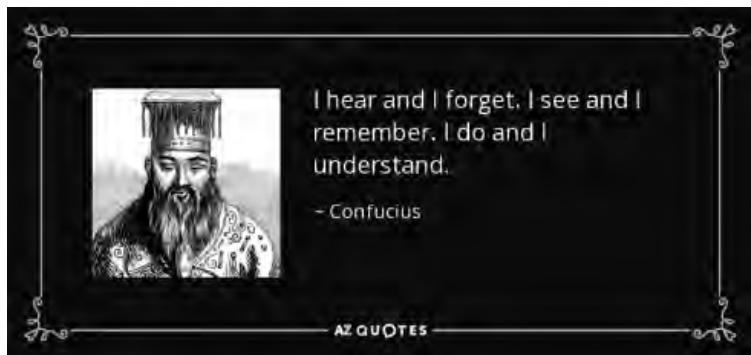 I hear and I forget. I see and I
remember. I do and I
understand.
~ Confucius
AZ QUOTES